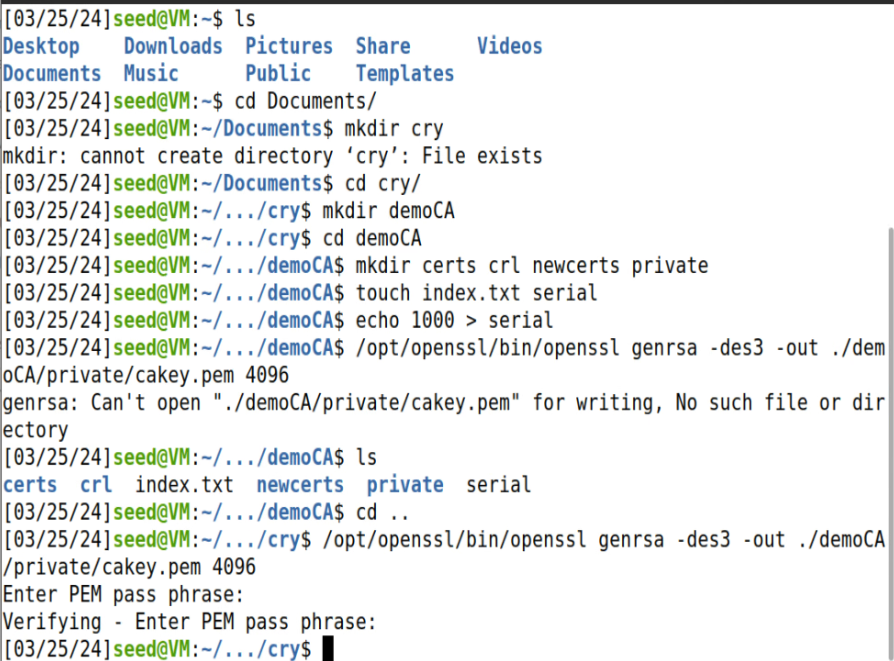 [03/25/24]seed@VM:~$ ls
Desktop    Downloads  Pictures  Share      Videos
Documents  Music      Public    Templates
[03/25/24]seed@VM:~$ cd Documents/
[03/25/24]seed@VM:~/Documents$ mkdir cry
mkdir: cannot create directory ‘cry’: File exists
[03/25/24]seed@VM:~/Documents$ cd cry/
[03/25/24]seed@VM:~/.../cry$ mkdir demoCA
[03/25/24]seed@VM:~/.../cry$ cd demoCA
[03/25/24]seed@VM:~/.../demoCA$ mkdir certs crl newcerts private
[03/25/24]seed@VM:~/.../demoCA$ touch index.txt serial
[03/25/24]seed@VM:~/.../demoCA$ echo 1000 > serial
[03/25/24]seed@VM:~/.../demoCA$ /opt/openssl/bin/openssl genrsa -des3 -out ./dem
oCA/private/cakey.pem 4096
genrsa: Can't open "./demoCA/private/cakey.pem" for writing, No such file or dir
ectory
[03/25/24]seed@VM:~/.../demoCA$ ls
certs  crl  index.txt  newcerts  private  serial
[03/25/24]seed@VM:~/.../demoCA$ cd ..
[03/25/24]seed@VM:~/.../cry$ /opt/openssl/bin/openssl genrsa -des3 -out ./demoCA
/private/cakey.pem 4096
Enter PEM pass phrase:
Verifying - Enter PEM pass phrase:
[03/25/24]seed@VM:~/.../cry$